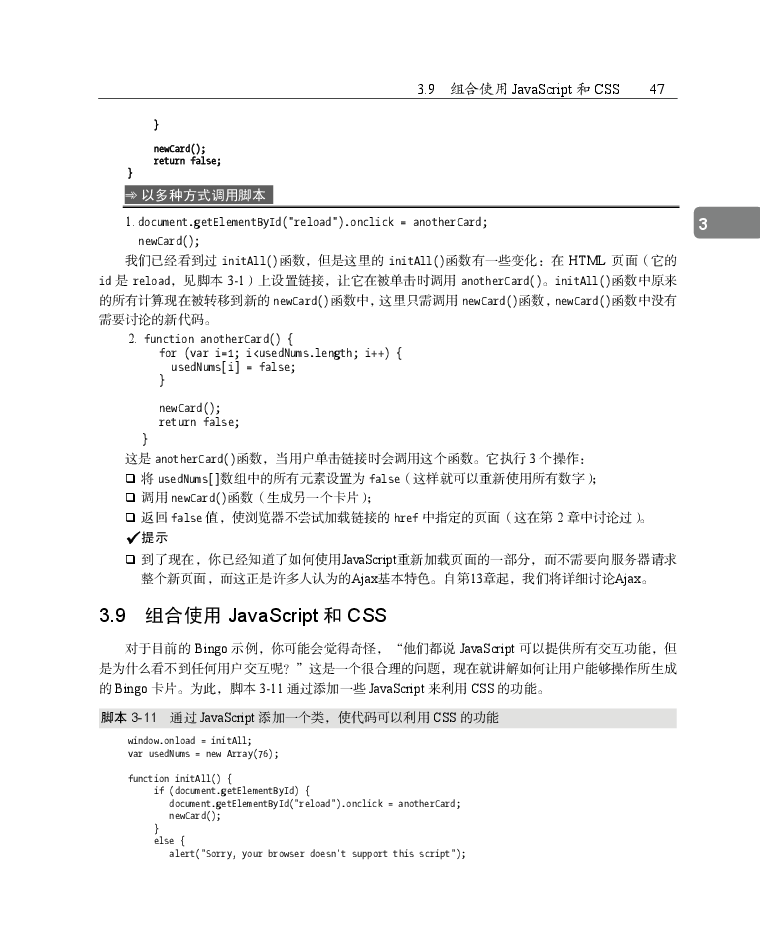 3.9 组合使用 JavaScript 和 CSS 47
}
newCard();
return false;
}
以多种方式调用脚本
3
1. document.getElementById("reload").onclick = anotherCard;
newCard();
我们已经看到过 initAll()函数，但是这里的 initAll()函数有一些变化：在 HTML 页面（它的
id 是 reload，见脚本 3-1）上设置链接，让它在被单击时调用 anotherCard()。initAll()函数中原来
的所有计算现在被转移到新的 newCard()函数中，这里只需调用 newCard()函数，newCard()函数中没有
需要讨论的新代码。
2. function anotherCard() {
for (var i=1; i<usedNums.length; i++) {
usedNums[i] = false;
}
newCard();
return false;
}
这是 anotherCard()函数，当用户单击链接时会调用这个函数。它执行 3 个操作：
❑ 将 usedNums[]数组中的所有元素设置为 false（这样就可以重新使用所有数字）；
❑ 调用 newCard()函数（生成另一个卡片）；
❑ 返回 false 值，使浏览器不尝试加载链接的 href 中指定的页面（这在第 2 章中讨论过）。
✓提示
❑ 到了现在，你已经知道了如何使用JavaScript重新加载页面的一部分，而不需要向服务器请求
整个新页面，而这正是许多人认为的Ajax基本特色。自第13章起，我们将详细讨论Ajax。
3.9 组合使用 JavaScript 和 CSS
对于目前的 Bingo 示例，你可能会觉得奇怪，“他们都说 JavaScript 可以提供所有交互功能，但
是为什么看不到任何用户交互呢？”这是一个很合理的问题，现在就讲解如何让用户能够操作所生成
的 Bingo 卡片。为此，脚本 3-11 通过添加一些 JavaScript 来利用 CSS 的功能。
脚本 3-11 通过 JavaScript 添加一个类，使代码可以利用 CSS 的功能
window.onload = initAll;
var usedNums = new Array(76);
function initAll() {
if (document.getElementById) {
document.getElementById("reload").onclick = anotherCard;
newCard();
}
else {
alert("Sorry, your browser doesn't support this script");